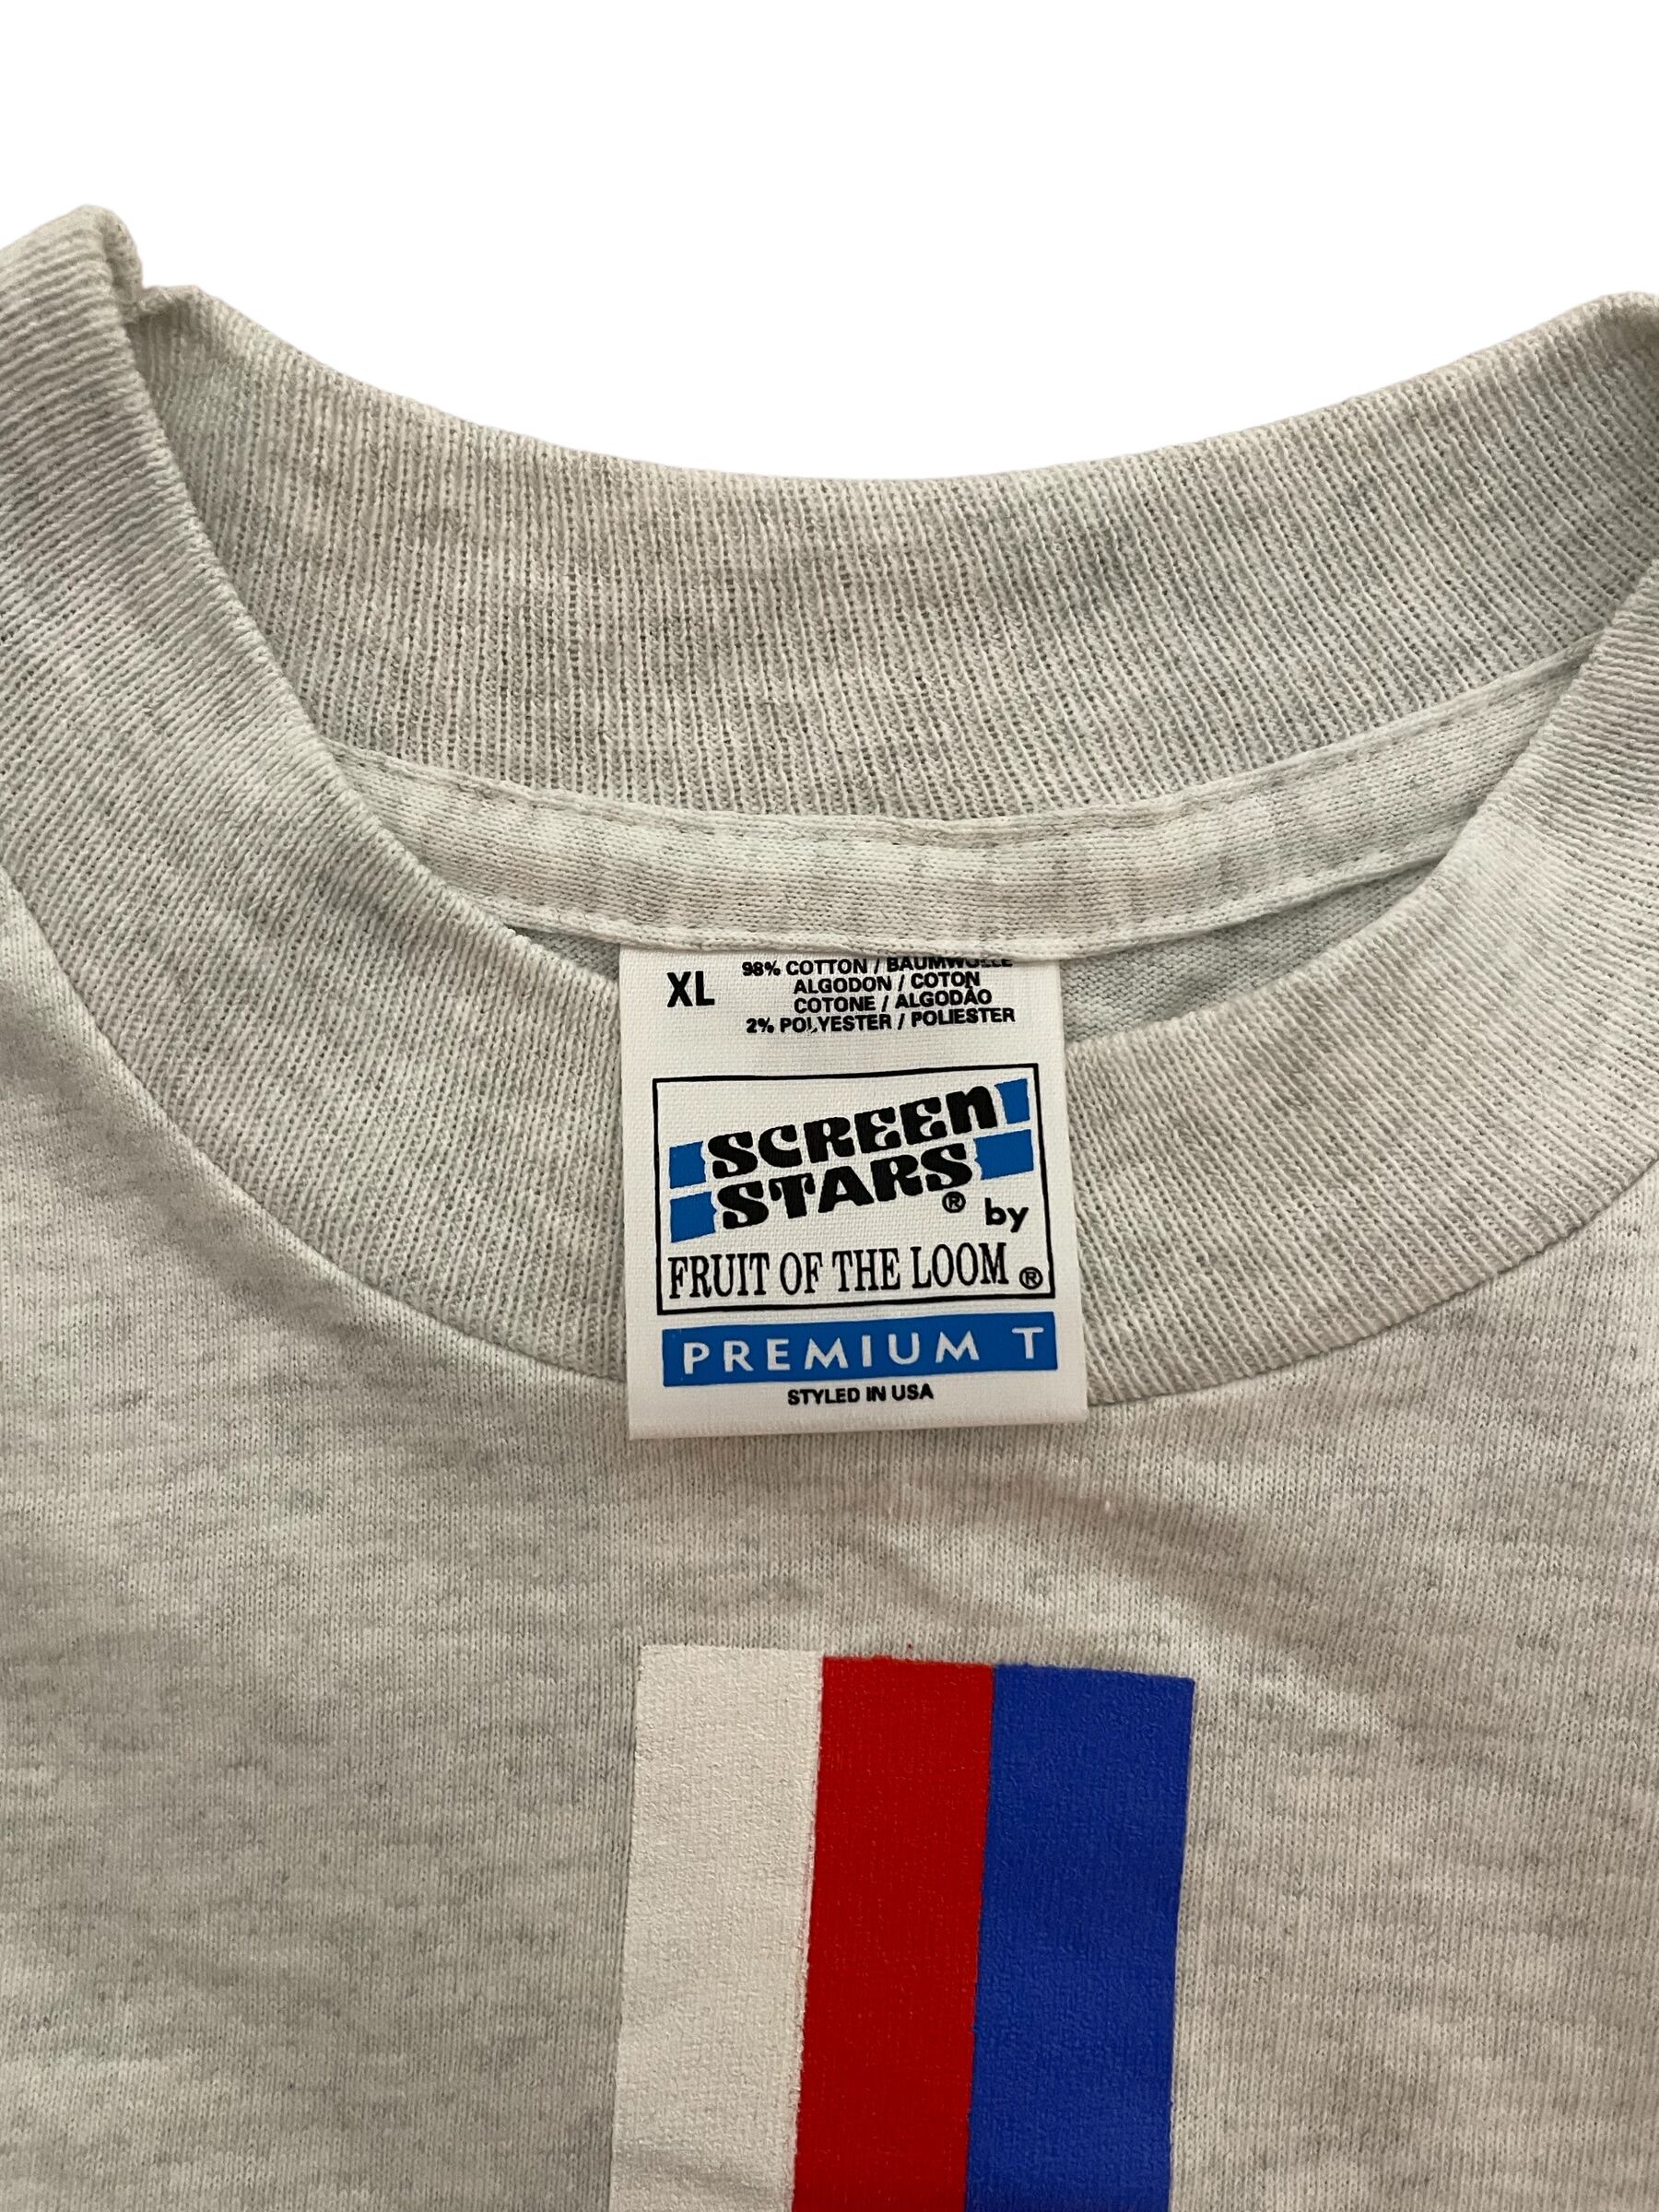 XL
98% COTTON / BAUMWOLLE
ALGODON / COTON
COTONE / ALGODÃO
2% POLYESTER / POLIESTER
SCREEN
STARS® by
FRUIT OF THE LOOM®
PREMIUM T
STYLED IN USA